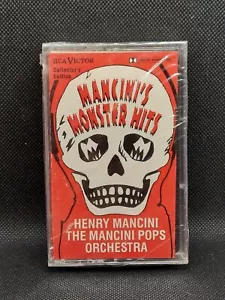 RCA VICTOR
Collector's
Edition
MANCINI'S
MONSTER HITS
HENRY MANCINI
THE MANCINI POPS
ORCHESTRA